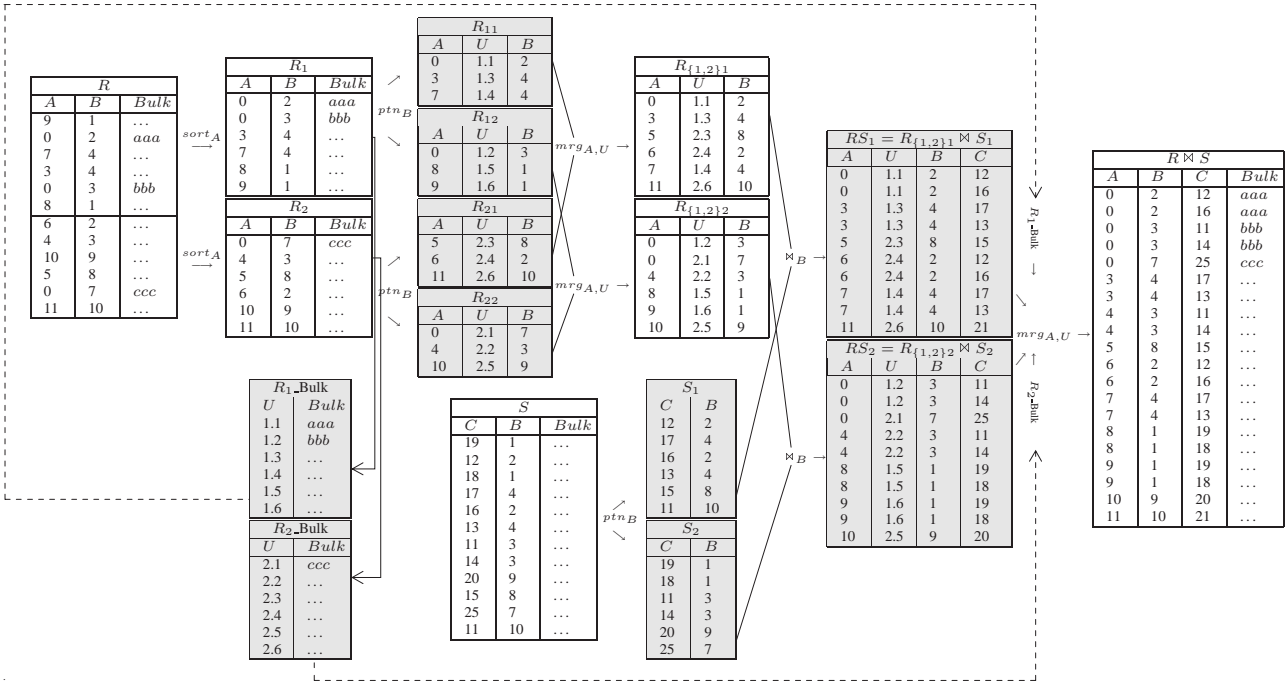 R
A B Bulk
9 1 ...
0 2 aaa
7 4 ...
3 4 ...
0 3 bbb
8 1 ...
6 2 ...
4 3 ...
10 9 ...
5 8 ...
0 7 ccc
11 10 ...
sort_A →
sort_A →
R_1
A B Bulk
0 2 aaa
0 3 bbb
3 4 ...
7 4 ...
8 1 ...
9 1 ...
R_2
A B Bulk
0 7 ccc
4 3 ...
5 8 ...
6 2 ...
10 9 ...
11 10 ...
ptn_B
ptn_B
R_11
A U B
0 1.1 2
3 1.3 4
7 1.4 4
R_12
A U B
0 1.2 3
8 1.5 1
9 1.6 1
R_21
A U B
5 2.3 8
6 2.4 2
11 2.6 10
R_22
A U B
0 2.1 7
4 2.2 3
10 2.5 9
mrg_{A,U} →
mrg_{A,U} →
R_{{1,2}1}
A U B
0 1.1 2
0 1.3 4
5 2.3 8
6 2.4 2
7 1.4 4
11 2.6 10
R_{{1,2}2}
A U B
0 1.2 3
0 2.1 7
4 2.2 3
8 1.5 1
9 1.6 1
10 2.5 9
R_1_Bulk
U Bulk
1.1 aaa
1.2 bbb
1.3 ...
1.4 ...
1.5 ...
1.6 ...
R_2_Bulk
U Bulk
2.1 ccc
2.2 ...
2.3 ...
2.4 ...
2.5 ...
2.6 ...
S
C B Bulk
19 1 ...
12 2 ...
18 1 ...
17 4 ...
16 2 ...
13 4 ...
11 3 ...
14 3 ...
20 9 ...
15 8 ...
25 7 ...
11 10 ...
ptn_B
S_1
C B
12 2
17 4
16 2
13 4
15 8
11 10
S_2
C B
19 1
18 1
11 3
14 3
20 9
25 7
⋈_B →
⋈_B →
RS_1 = R_{{1,2}1} ⋈ S_1
A U B C
0 1.1 2 12
0 1.1 2 16
3 1.3 4 17
3 1.3 4 13
5 2.3 8 15
6 2.4 2 12
6 2.4 2 16
7 1.4 4 17
7 1.4 4 13
11 2.6 10 21
RS_2 = R_{{1,2}2} ⋈ S_2
A U B C
0 1.2 3 11
0 1.2 3 14
0 2.1 7 25
4 2.2 3 11
4 2.2 3 14
8 1.5 1 19
8 1.5 1 18
9 1.6 1 19
9 1.6 1 18
10 2.5 9 20
R_1_Bulk
mrg_{A,U} →
R_2_Bulk
R ⋈ S
A B C Bulk
0 2 12 aaa
0 2 16 aaa
0 3 11 bbb
0 3 14 bbb
0 7 25 ccc
3 4 17 ...
3 4 13 ...
4 3 11 ...
4 3 14 ...
5 8 15 ...
6 2 12 ...
6 2 16 ...
7 4 17 ...
7 4 13 ...
8 1 19 ...
8 1 18 ...
9 1 19 ...
9 1 18 ...
10 9 20 ...
11 10 21 ...